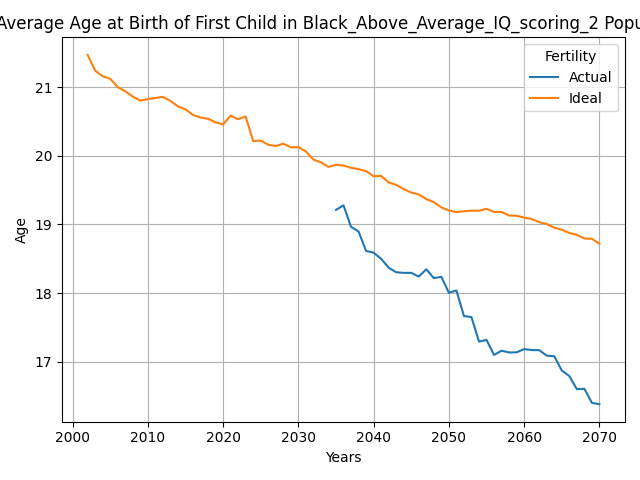 Average Age at Birth of First Child in Black_Above_Average_IQ_scoring_2
Fertility
Actual
Ideal
21
20
19
18
17
Age
2000 2010 2020 2030 2040 2050 2060 2070
Years